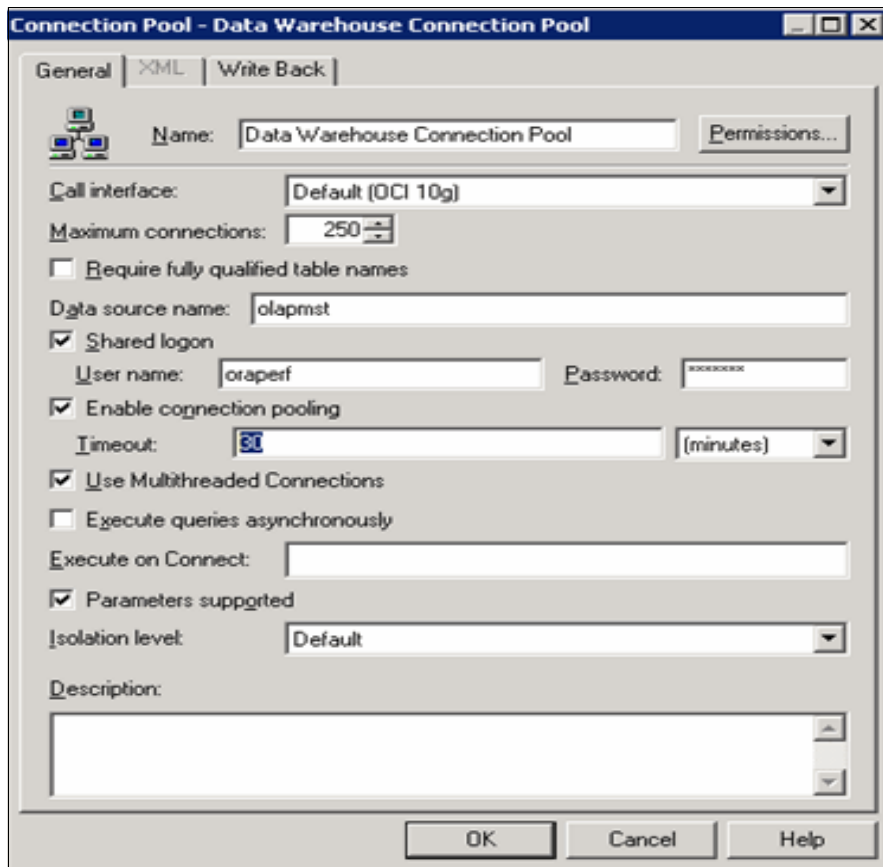 Connection Pool - Data Warehouse Connection Pool
General XML Write Back
Name: Data Warehouse Connection Pool Permissions...
Call interface: Default (OCI 10g)
Maximum connections: 250
Require fully qualified table names
Data source name: olapmst
Shared logon
User name: oraperf Password: *******
Enable connection pooling
Timeout: 30 (minutes)
Use Multithreaded Connections
Execute queries asynchronously
Execute on Connect:
Parameters supported
Isolation level: Default
Description:
OK Cancel Help